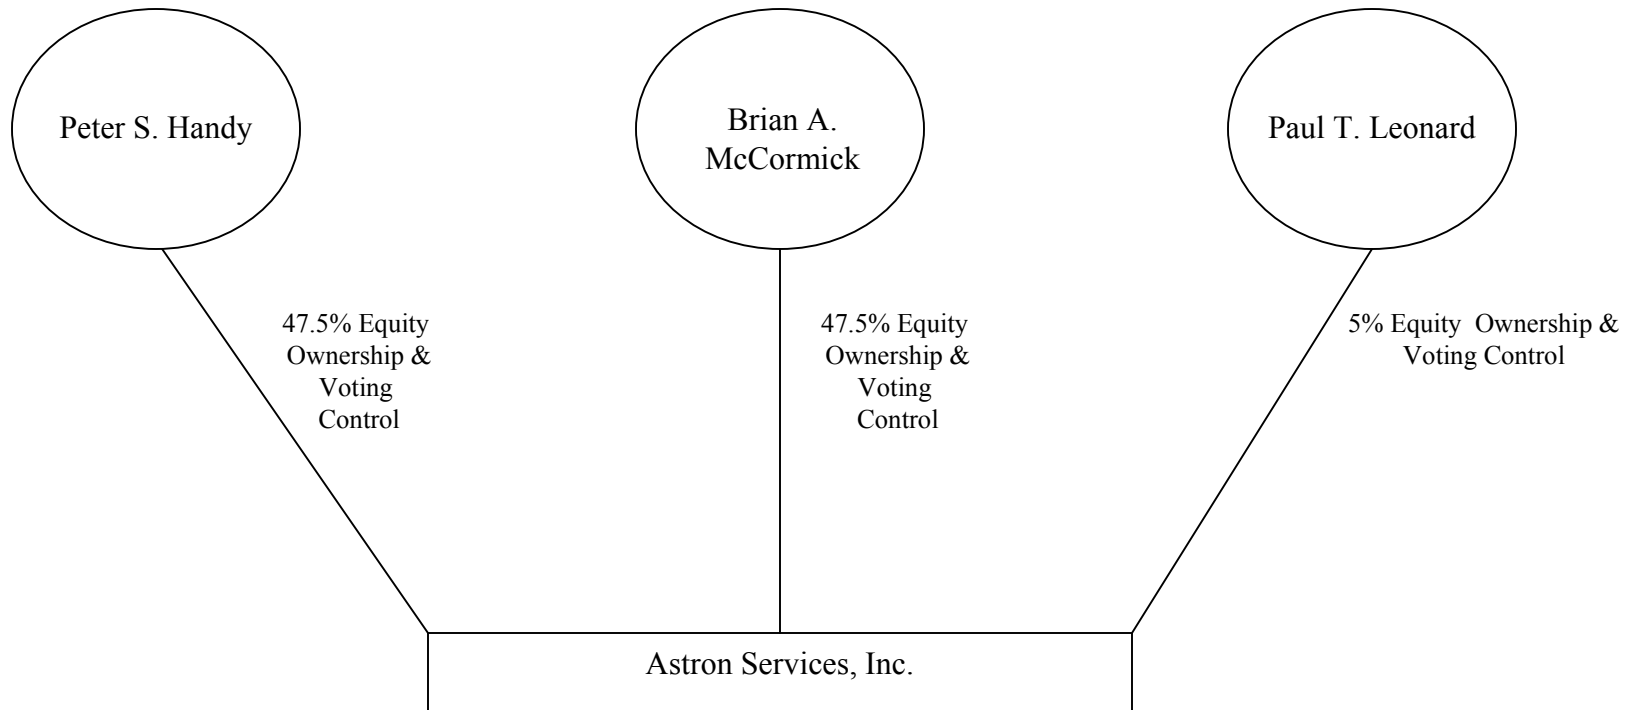 Peter S. Handy
Brian A.
McCormick
Paul T. Leonard
47.5% Equity
Ownership &
Voting
Control
47.5% Equity
Ownership &
Voting
Control
5% Equity  Ownership &
Voting Control
Astron Services, Inc.